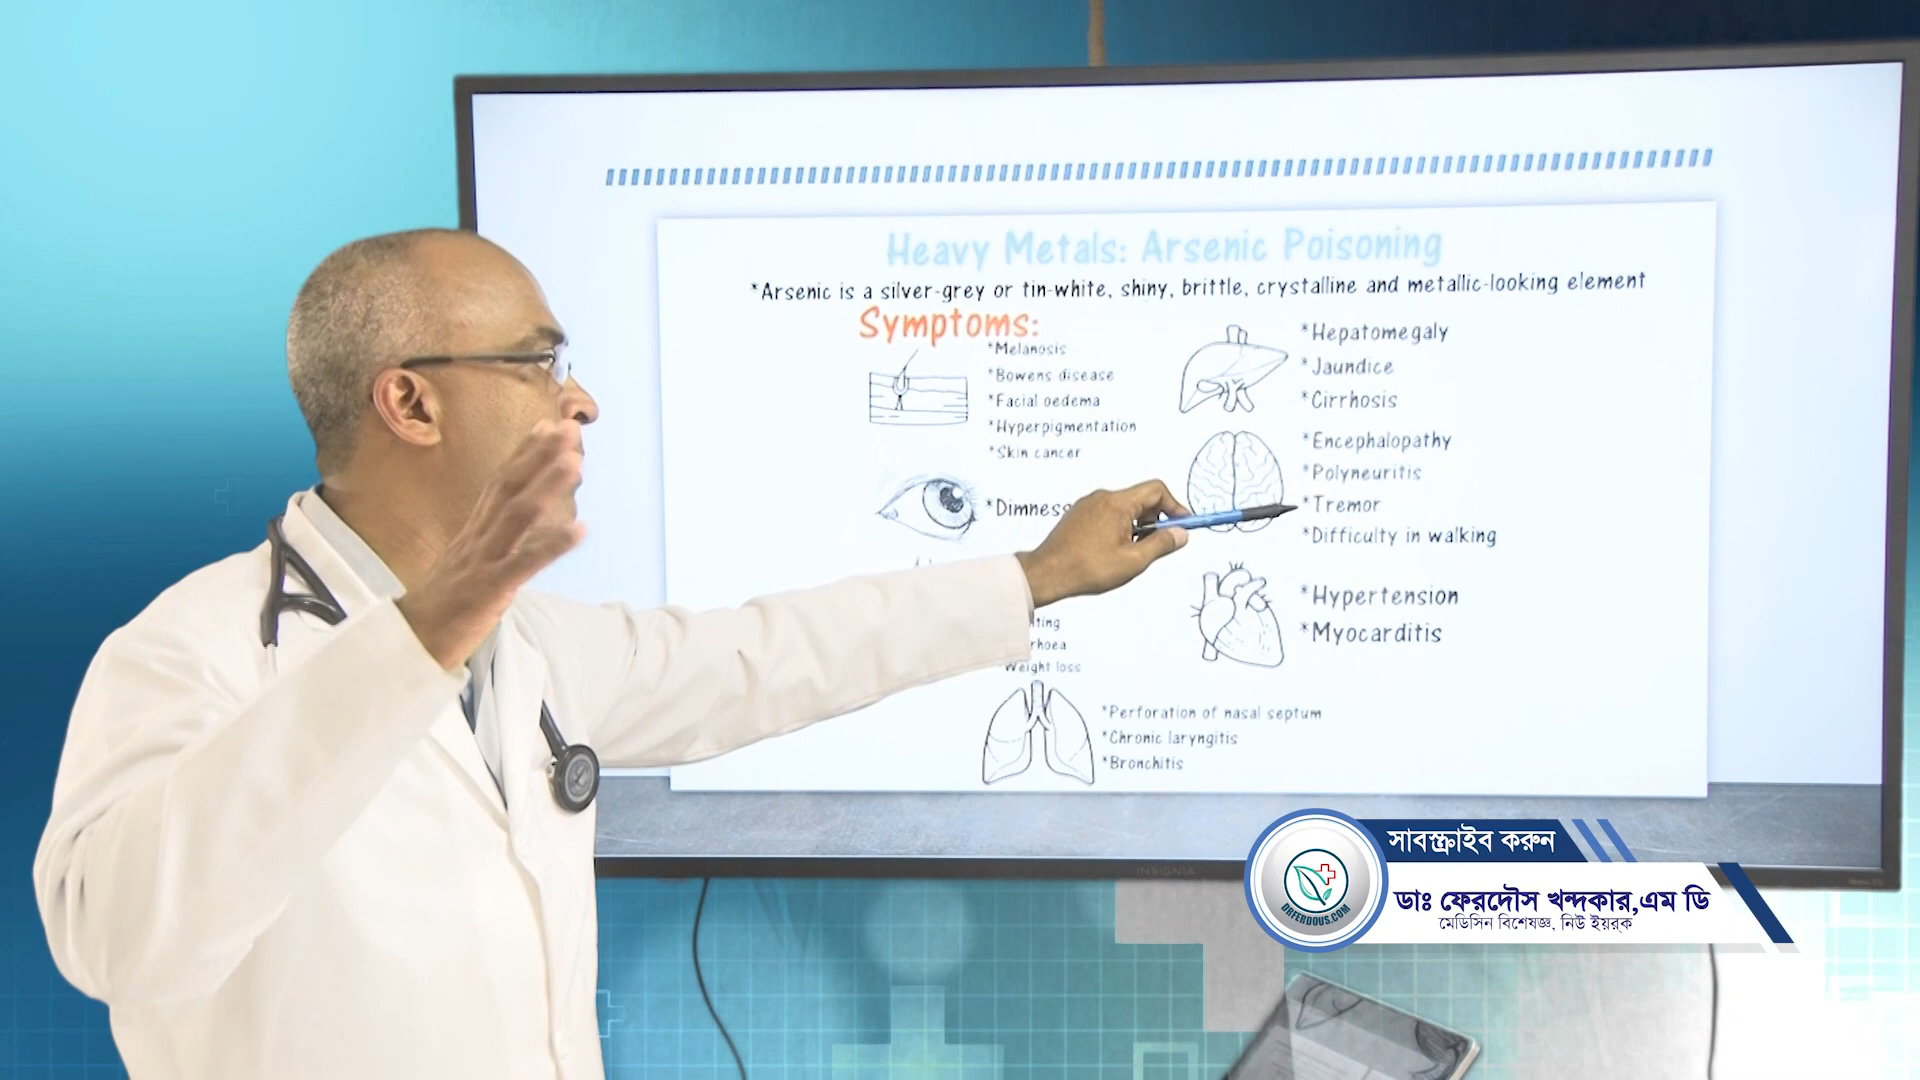 Heavy Metals: Arsenic Poisoning
*Arsenic is a silver-grey or tin-white, shiny, brittle, crystalline and metallic-looking element
Symptoms:
*Melanosis
*Bowens disease
*Facial oedema
*Hyperpigmentation
*Skin cancer
*Dimness
*Weight loss
*Hepatomegaly
*Jaundice
*Cirrhosis
*Encephalopathy
*Polyneuritis
*Tremor
*Difficulty in walking
*Hypertension
*Myocarditis
*Perforation of nasal septum
*Chronic laryngitis
*Bronchitis
INSIGNIA
DRFERDOUS.COM
সাবস্ক্রাইব করুন
ডাঃ ফেরদৌস খন্দকার,এম ডি
মেডিসিন বিশেষজ্ঞ, নিউ ইয়র্ক